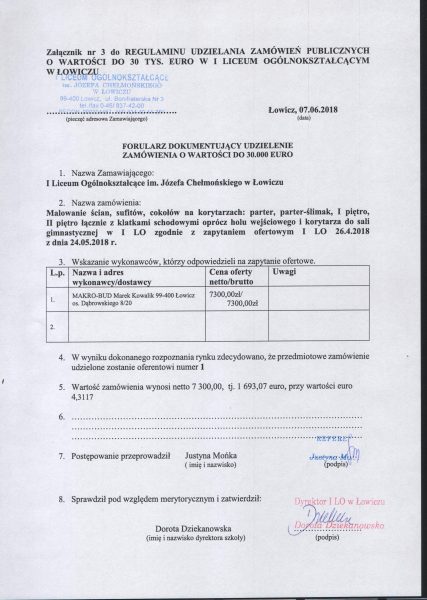 Załącznik nr 3 do REGULAMINU UDZIELANIA ZAMÓWIEŃ PUBLICZNYCH
O WARTOŚCI DO 30 TYS. EURO W I LICEUM OGÓLNOKSZTAŁCĄCYM
W ŁOWICZU
I LICEUM OGÓLNOKSZTAŁCĄCE
im. JÓZEFA CHEŁMOŃSKIEGO
W ŁOWICZU
99-400 Łowicz, ul. Bonifraterska Nr 3
tel./fax 0-46/ 837-42-00
(pieczęć adresowa Zamawiającego)
Łowicz, 07.06.2018
(data)
FORULARZ DOKUMENTUJĄCY UDZIELENIE
ZAMÓWIENIA O WARTOŚCI DO 30.000 EURO
1. Nazwa Zamawiającego:
I Liceum Ogólnokształcące im. Józefa Chełmońskiego w Łowiczu
2. Nazwa zamówienia:
Malowanie ścian, sufitów, cokołów na korytarzach: parter, parter-ślimak, I piętro,
II piętro łącznie z klatkami schodowymi oprócz holu wejściowego i korytarza do sali
gimnastycznej w I LO zgodnie z zapytaniem ofertowym I LO 26.4.2018
z dnia 24.05.2018 r.
3. Wskazanie wykonawców, którzy odpowiedzieli na zapytanie ofertowe.
L.p. Nazwa i adres wykonawcy/dostawcy Cena oferty netto/brutto Uwagi
1. MAKRO-BUD Marek Kowalik 99-400 Łowicz 7300,00zł/
os. Dąbrowskiego 8/20 7300,00zł
2.
4. W wyniku dokonanego rozpoznania rynku zdecydowano, że przedmiotowe zamówienie
udzielone zostanie oferentowi numer 1
5. Wartość zamówienia wynosi netto 7 300,00, tj. 1 693,07 euro, przy wartości euro
4,3117
6.
7. Postępowanie przeprowadził Justyna Mońka
( imię i nazwisko)
REFERE
Justyna
(podpis)
8. Sprawdził pod względem merytorycznym i zatwierdził:
Dyrektor I LO w Łowiczu
Dorota Dziekanowska
Dorota Dziekanowska
(imię i nazwisko dyrektora szkoły)
(podpis)